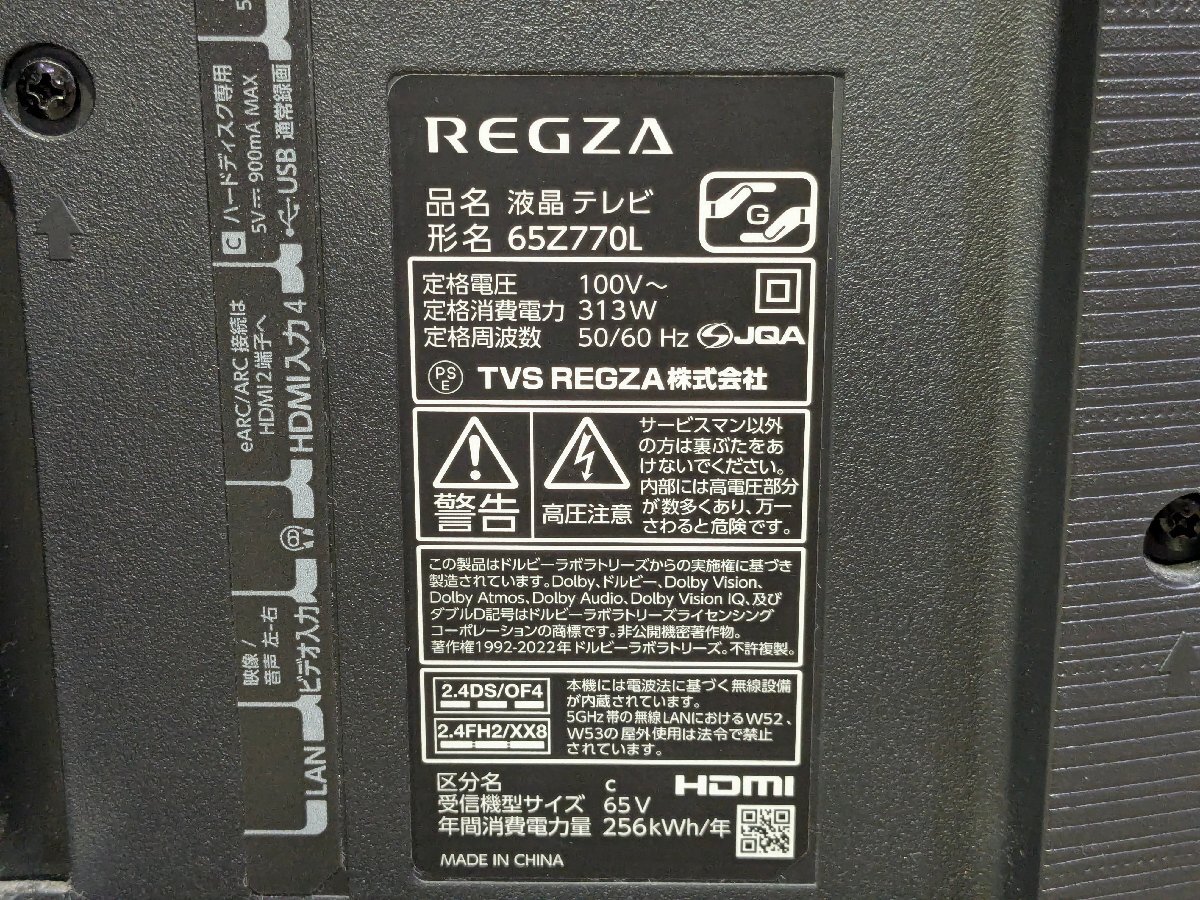 REGZA
品名 液晶テレビ
形名 65Z770L
G
定格電圧 100V～
定格消費電力 313W
定格周波数 50/60 Hz
JQA
PS
E
TVS REGZA株式会社
警告
高圧注意
サービスマン以外
の方は裏ぶたをあ
けないでください。
内部には高電圧部分
が数多くあり、万一
さわると危険です。
この製品はドルビーラボラトリーズからの実施権に基づき
製造されています。Dolby、ドルビー、Dolby Vision、
Dolby Atmos、Dolby Audio、Dolby Vision IQ、及び
ダブルD記号はドルビーラボラトリーズライセンシング
コーポレーションの商標です。非公開機密著作物。
著作権1992-2022年ドルビーラボラトリーズ。不許複製。
2.4DS/OF4
2.4FH2/XX8
本機には電波法に基づく無線設備
が内蔵されています。
5GHz帯の無線LANにおけるW52、
W53の屋外使用は法令で禁止
されています。
区分名 c
受信機型サイズ 65V
年間消費電力量 256kWh/年
HDMI
MADE IN CHINA
C ハードディスク専用
5V 900mA MAX
USB 通常録画
eARC/ARC 接続は
HDMI2端子へ
HDMI入力4
映像/
音声 左-右
ビデオ入力
LAN